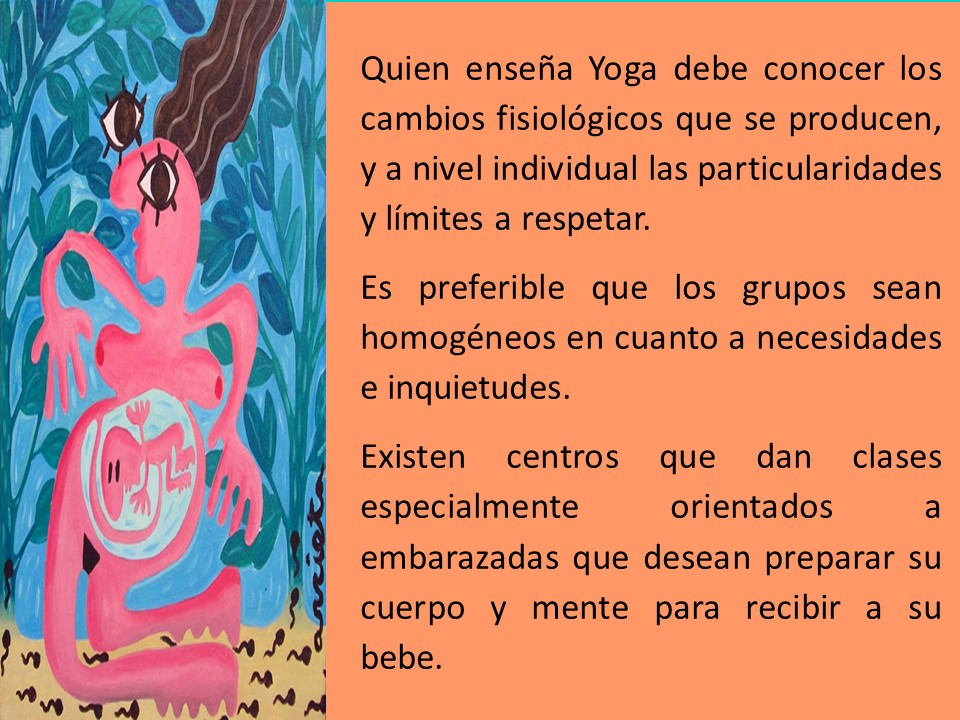 Quien enseña Yoga debe conocer los
cambios fisiológicos que se producen,
y a nivel individual las particularidades
y límites a respetar.
Es preferible que los grupos sean
homogéneos en cuanto a necesidades
e inquietudes.
Existen centros que dan clases
especialmente orientados a
embarazadas que desean preparar su
cuerpo y mente para recibir a su
bebe.
arrieta